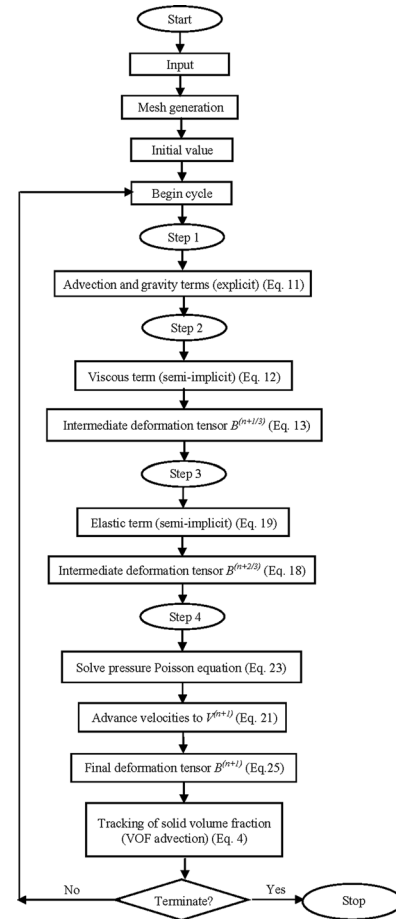 Start
Input
Mesh generation
Initial value
Begin cycle
Step 1
Advection and gravity terms (explicit) (Eq. 11)
Step 2
Viscous term (semi-implicit) (Eq. 12)
Intermediate deformation tensor B^(n+1/3) (Eq. 13)
Step 3
Elastic term (semi-implicit) (Eq. 19)
Intermediate deformation tensor B^(n+2/3) (Eq. 18)
Step 4
Solve pressure Poisson equation (Eq. 23)
Advance velocities to V^(n+1) (Eq. 21)
Final deformation tensor B^(n+1) (Eq.25)
Tracking of solid volume fraction
(VOF advection) (Eq. 4)
No
Terminate?
Yes
Stop